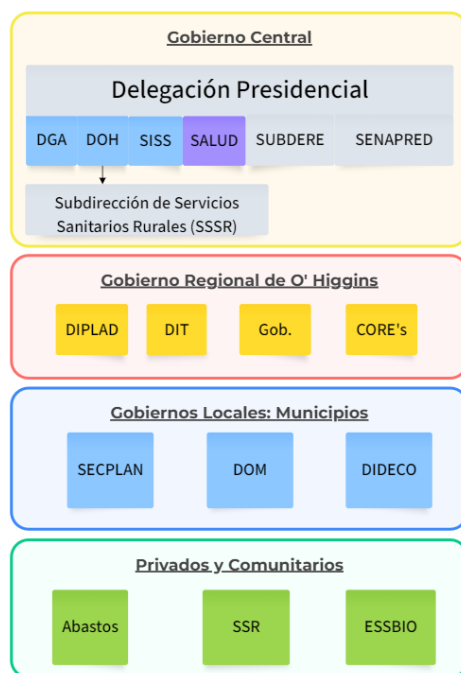 Gobierno Central
Delegación Presidencial
DGA DOH SISS SALUD SUBDERE SENAPRED
Subdirección de Servicios
Sanitarios Rurales (SSSR)
Gobierno Regional de O' Higgins
DIPLAD DIT Gob. CORE's
Gobiernos Locales: Municipios
SECPLAN DOM DIDECO
Privados y Comunitarios
Abastos SSR ESSBIO